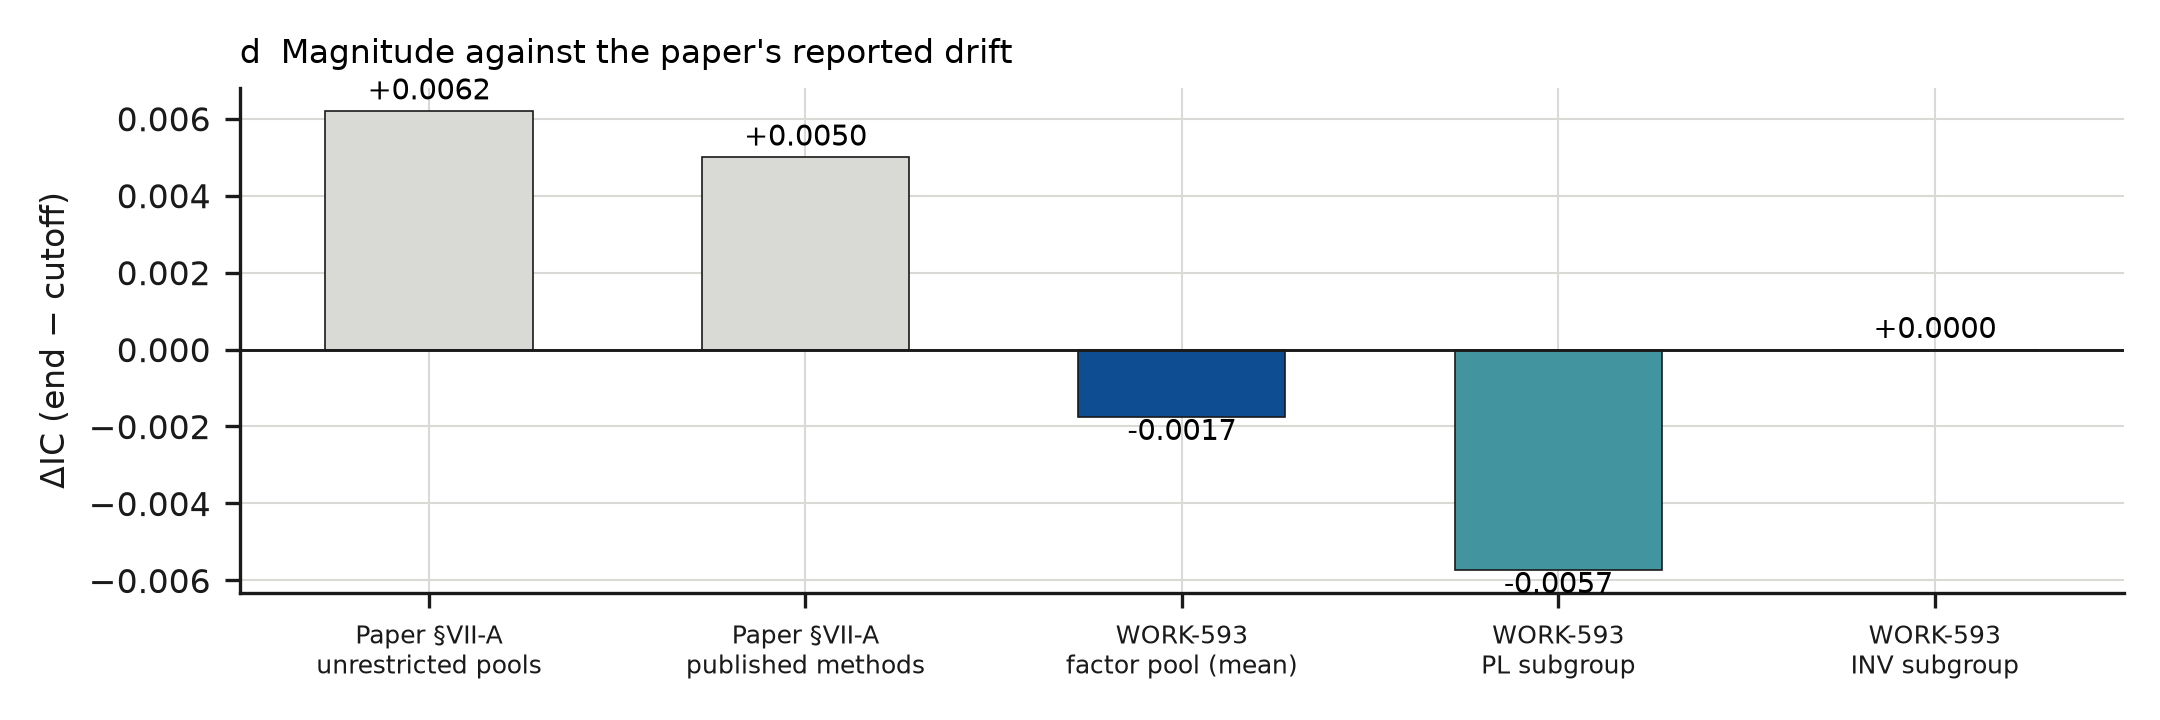 d  Magnitude against the paper's reported drift
+0.0062
+0.0050
-0.0017
-0.0057
+0.0000
ΔIC (end − cutoff)
0.006
0.004
0.002
0.000
−0.002
−0.004
−0.006
Paper §VII-A
unrestricted pools
Paper §VII-A
published methods
WORK-593
factor pool (mean)
WORK-593
PL subgroup
WORK-593
INV subgroup